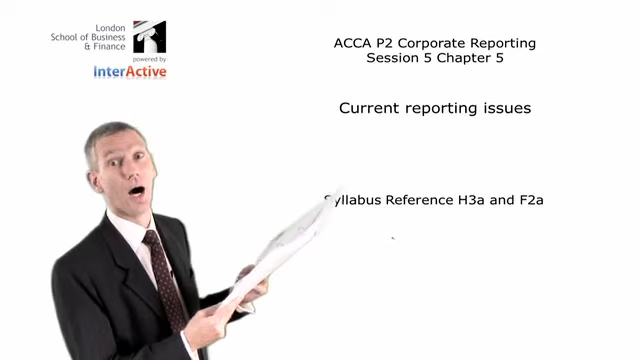 London
School of Business
& Finance
powered by
InterActive
ACCA P2 Corporate Reporting
Session 5 Chapter 5
Current reporting issues
Syllabus Reference H3a and F2a